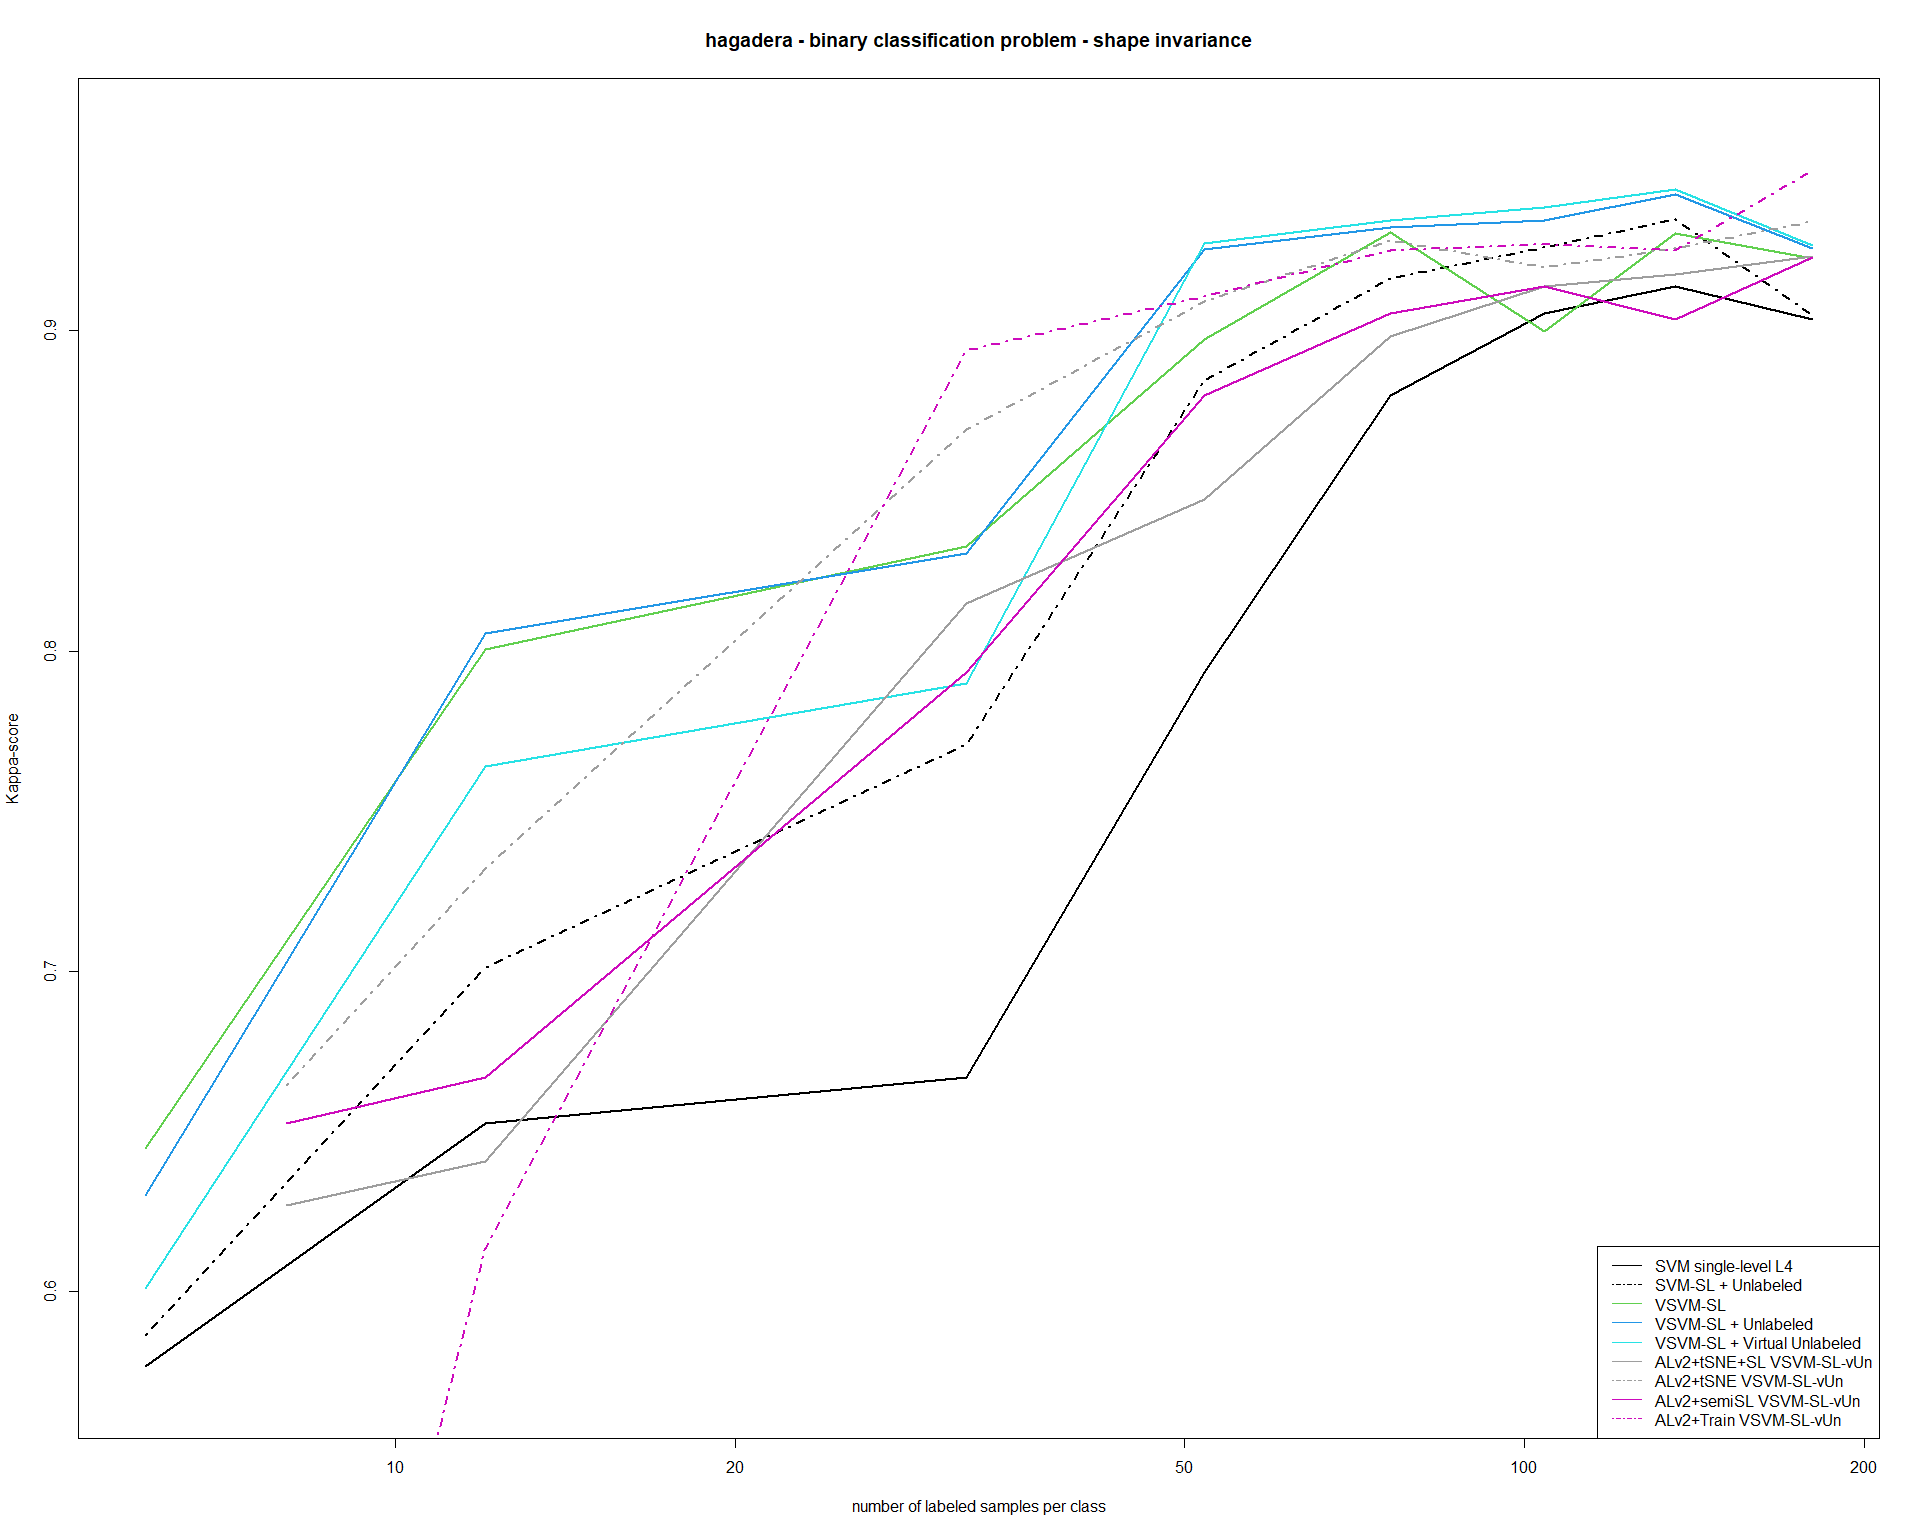 hagadera - binary classification problem - shape invariance
Kappa-score
0.9
0.8
0.7
0.6
10
20
50
100
200
number of labeled samples per class
SVM single-level L4
SVM-SL + Unlabeled
VSVM-SL
VSVM-SL + Unlabeled
VSVM-SL + Virtual Unlabeled
ALv2+tSNE+SL VSVM-SL-vUn
ALv2+tSNE VSVM-SL-vUn
ALv2+semiSL VSVM-SL-vUn
ALv2+Train VSVM-SL-vUn